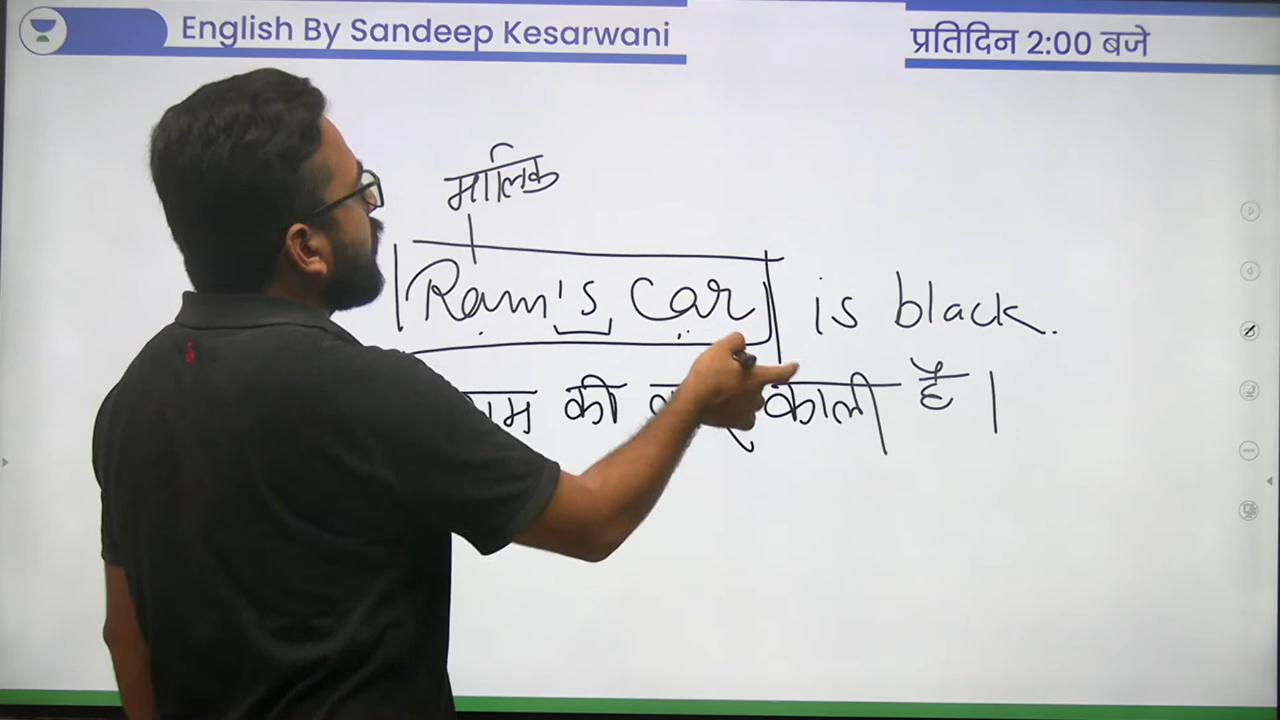 English By Sandeep Kesarwani
प्रतिदिन 2:00 बजे
मालिक
Ram's Car is black.
की काली है।